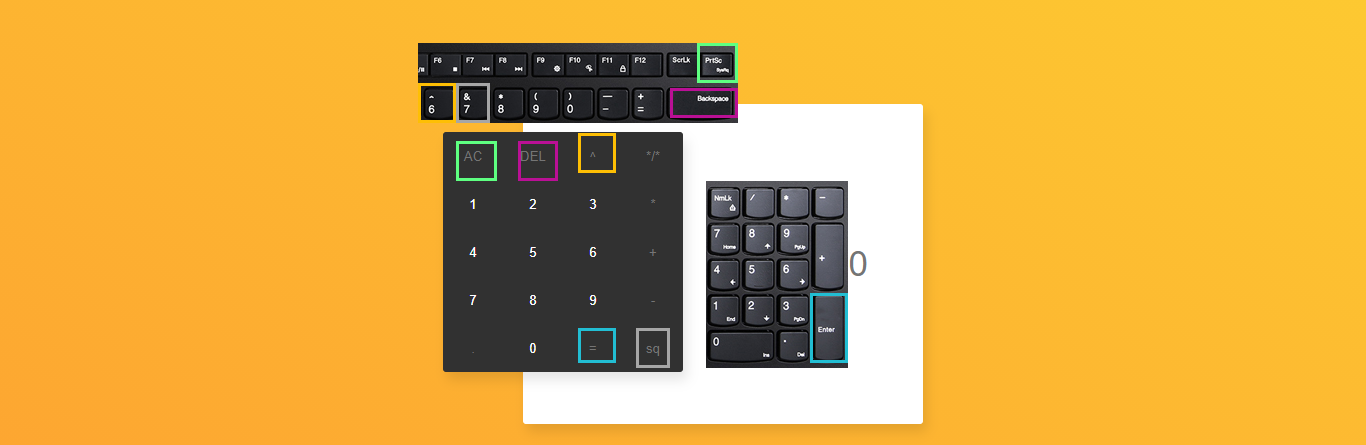 F6 F7 F8 F9 F10 F11 F12 ScrLk PrtSc
SysRq
^ & * ( ) — + Backspace
6 7 8 9 0 – =
AC DEL ^ */*
1 2 3 *
4 5 6 +
7 8 9 -
. 0 = sq
NmLk / * –
7 8 9
Home PgUp
+
4 5 6
0
1 2 3
End PgDn
Enter
0 .
Ins Del